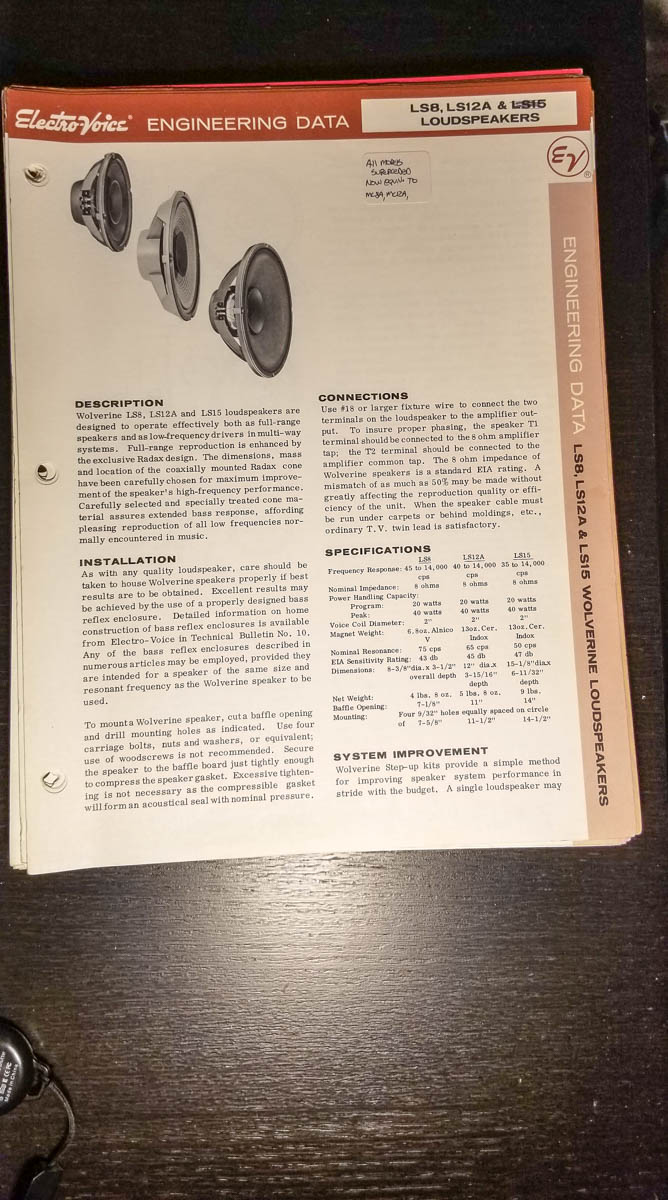 Electro-Voice® ENGINEERING DATA
LS8, LS12A & LS15
LOUDSPEAKERS
EV®
All MODELS
SURPRCEDED
NOW EQUIV. TO
MC8A, MC12A,
DESCRIPTION
Wolverine LS8, LS12A and LS15 loudspeakers are
designed to operate effectively both as full-range
speakers and as low-frequency drivers in multi-way
systems. Full-range reproduction is enhanced by
the exclusive Radax design. The dimensions, mass
and location of the coaxially mounted Radax cone
have been carefully chosen for maximum improve-
ment of the speaker's high-frequency performance.
Carefully selected and specially treated cone ma-
terial assures extended bass response, affording
pleasing reproduction of all low frequencies nor-
mally encountered in music.
INSTALLATION
As with any quality loudspeaker, care should be
taken to house Wolverine speakers properly if best
results are to be obtained. Excellent results may
be achieved by the use of a properly designed bass
reflex enclosure. Detailed information on home
construction of bass reflex enclosures is available
from Electro-Voice in Technical Bulletin No. 10.
Any of the bass reflex enclosures described in
numerous articles may be employed, provided they
are intended for a speaker of the same size and
resonant frequency as the Wolverine speaker to be
used.
To mount a Wolverine speaker, cut a baffle opening
and drill mounting holes as indicated. Use four
carriage bolts, nuts and washers, or equivalent;
use of woodscrews is not recommended. Secure
the speaker to the baffle board just tightly enough
to compress the speaker gasket. Excessive tighten-
ing is not necessary as the compressible gasket
will form an acoustical seal with nominal pressure.
CONNECTIONS
Use #18 or larger fixture wire to connect the two
terminals on the loudspeaker to the amplifier out-
put. To insure proper phasing, the speaker T1
terminal should be connected to the 8 ohm amplifier
tap; the T2 terminal should be connected to the
amplifier common tap. The 8 ohm impedance of
Wolverine speakers is a standard EIA rating. A
mismatch of as much as 50% may be made without
greatly affecting the reproduction quality or effi-
ciency of the unit. When the speaker cable must
be run under carpets or behind moldings, etc.,
ordinary T.V. twin lead is satisfactory.
SPECIFICATIONS
LS8 LS12A LS15
Frequency Response: 45 to 14,000 40 to 14,000 35 to 14,000
cps cps cps
Nominal Impedance: 8 ohms 8 ohms 8 ohms
Power Handling Capacity:
Program: 20 watts 20 watts 20 watts
Peak: 40 watts 40 watts 40 watts
Voice Coil Diameter: 2" 2" 2"
Magnet Weight: 6.8oz. Alnico 13oz. Cer. 13oz. Cer.
V Indox Indox
Nominal Resonance: 75 cps 65 cps 50 cps
EIA Sensitivity Rating: 43 db 45 db 47 db
Dimensions: 8-3/8"dia. x 3-1/2" 12" dia.x 15-1/8"dia.x
overall depth 3-15/16" 6-11/32"
depth depth
Net Weight: 4 lbs. 8 oz. 5 lbs. 8 oz. 9 lbs.
Baffle Opening: 7-1/8" 11" 14"
Mounting: Four 9/32" holes equally spaced on circle
of 7-5/8" 11-1/2" 14-1/2"
SYSTEM IMPROVEMENT
Wolverine Step-up kits provide a simple method
for improving speaker system performance in
stride with the budget. A single loudspeaker may
ENGINEERING DATA LS8, LS12A & LS15 WOLVERINE LOUDSPEAKERS
Made in China